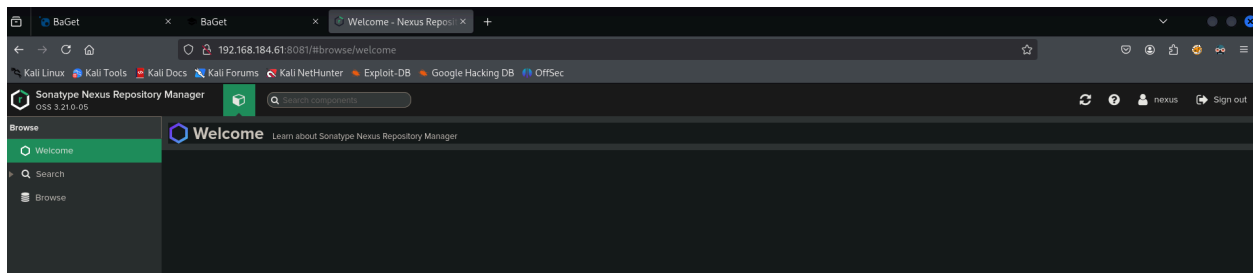 BaGet × BaGet × Welcome - Nexus Reposit × +
192.168.184.61:8081/#browse/welcome
Kali Linux Kali Tools Kali Docs Kali Forums Kali NetHunter Exploit-DB Google Hacking DB OffSec
Sonatype Nexus Repository Manager
OSS 3.21.0-05
Search components
nexus Sign out
Browse
Welcome Learn about Sonatype Nexus Repository Manager
Welcome
Search
Browse